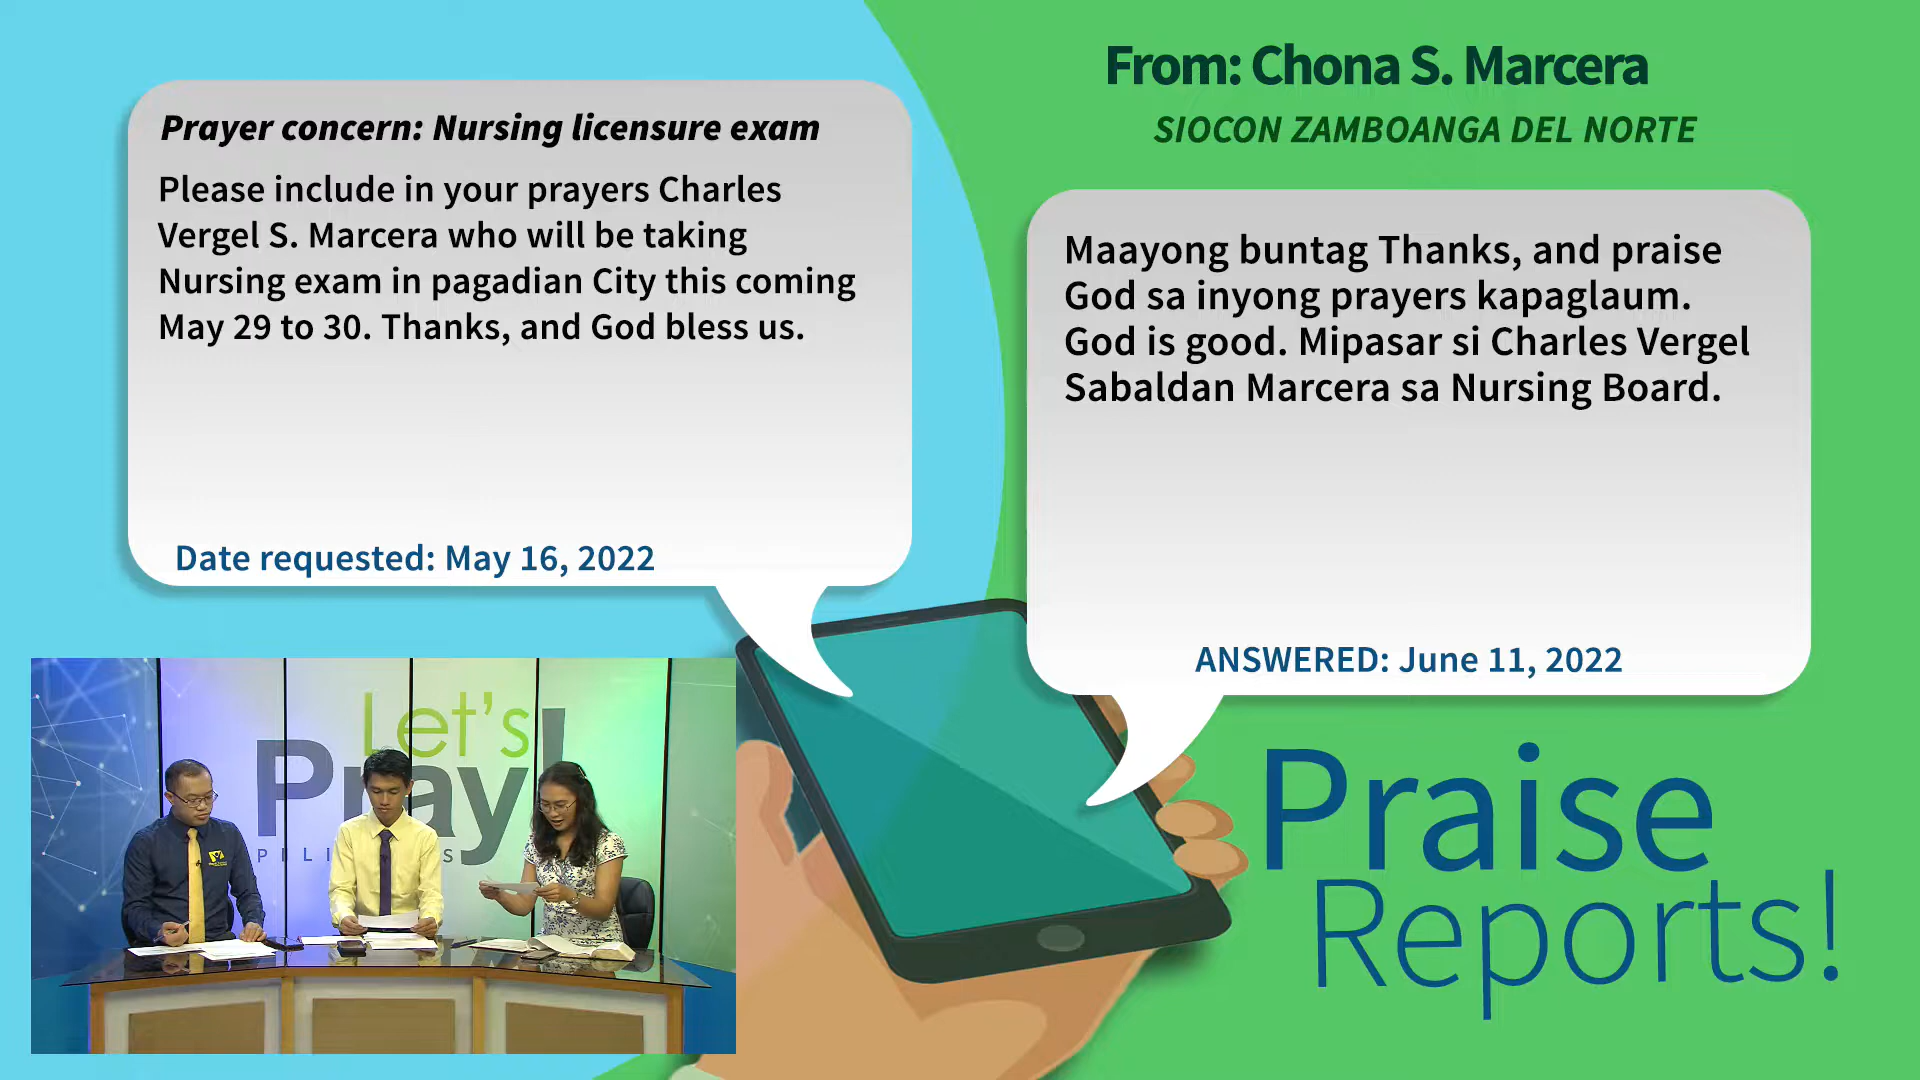 Prayer concern: Nursing licensure exam
Please include in your prayers Charles
Vergel S. Marcera who will be taking
Nursing exam in pagadian City this coming
May 29 to 30. Thanks, and God bless us.
Date requested: May 16, 2022
From: Chona S. Marcera
SIOCON ZAMBOANGA DEL NORTE
Maayong buntag Thanks, and praise
God sa inyong prayers kapaglaum.
God is good. Mipasar si Charles Vergel
Sabaldan Marcera sa Nursing Board.
ANSWERED: June 11, 2022
Let's
Pray!
Praise
Reports!